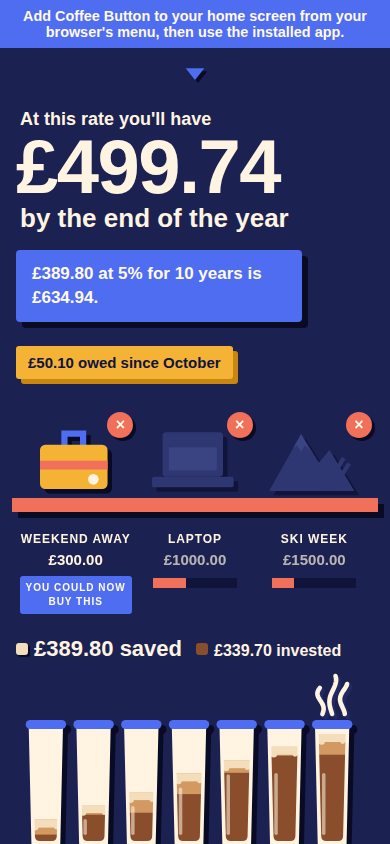 Add Coffee Button to your home screen from your
browser's menu, then use the installed app.
At this rate you'll have
£499.74
by the end of the year
£389.80 at 5% for 10 years is
£634.94.
£50.10 owed since October
WEEKEND AWAY
£300.00
YOU COULD NOW
BUY THIS
LAPTOP
£1000.00
SKI WEEK
£1500.00
£389.80 saved
£339.70 invested